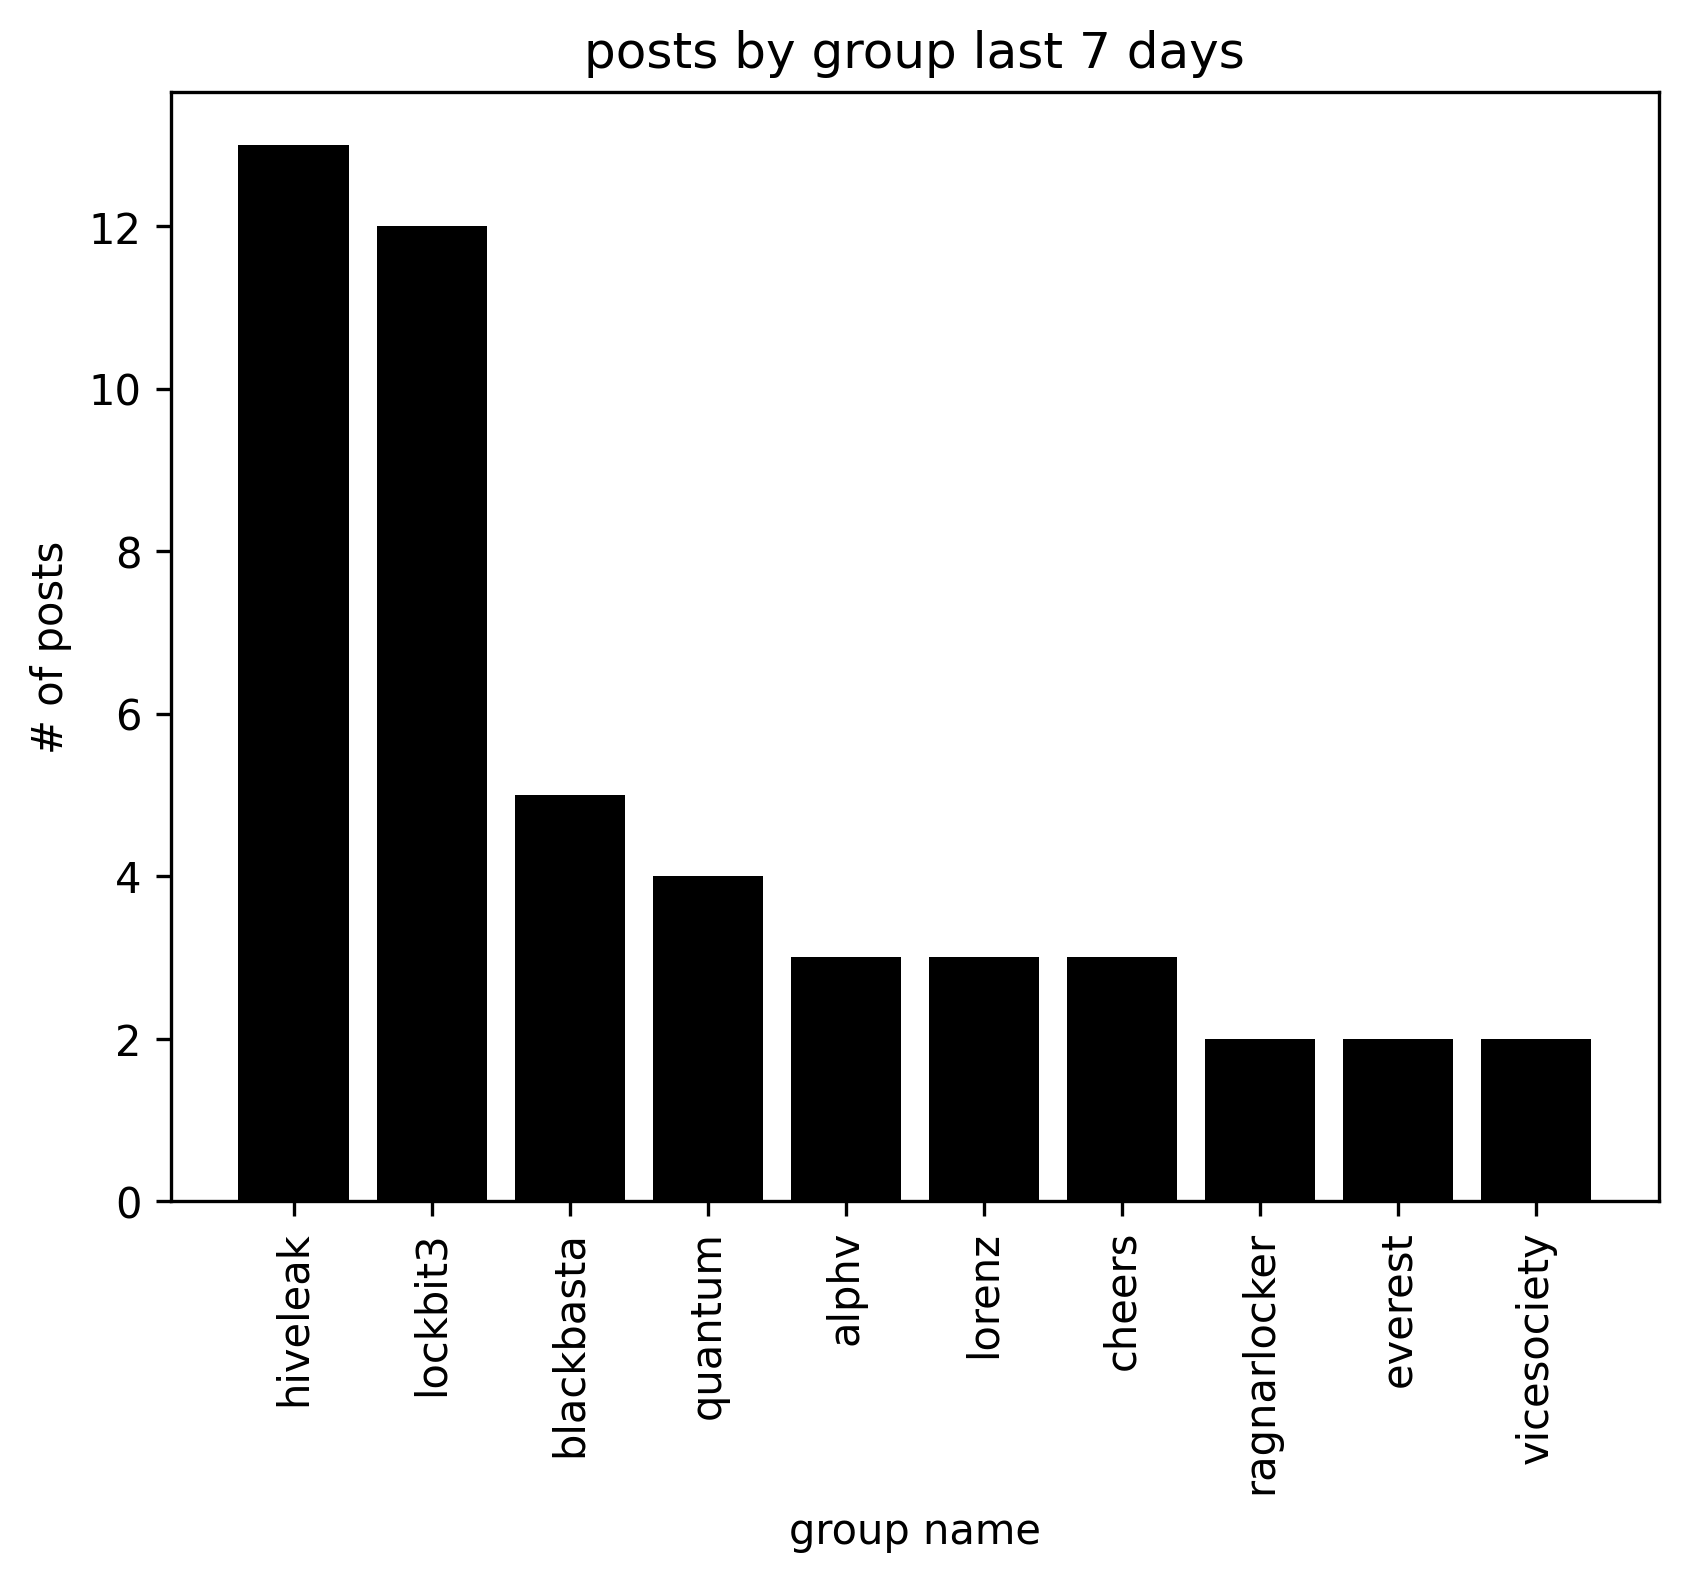 posts by group last 7 days
12
10
8
6
4
2
0
# of posts
hiveleak
lockbit3
blackbasta
quantum
alphv
lorenz
cheers
ragnarlocker
everest
vicesociety
group name